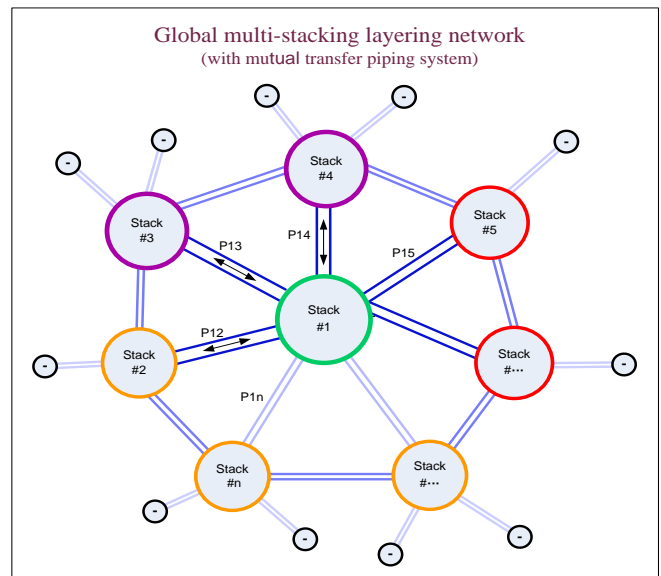 Global multi-stacking layering network
(with mutual transfer piping system)
-
-
-
-
-
Stack
#4
Stack
#3
Stack
#5
P14
P13
P15
Stack
#1
P12
Stack
#2
Stack
#···
-
-
P1n
Stack
#n
Stack
#···
-
-
-
-